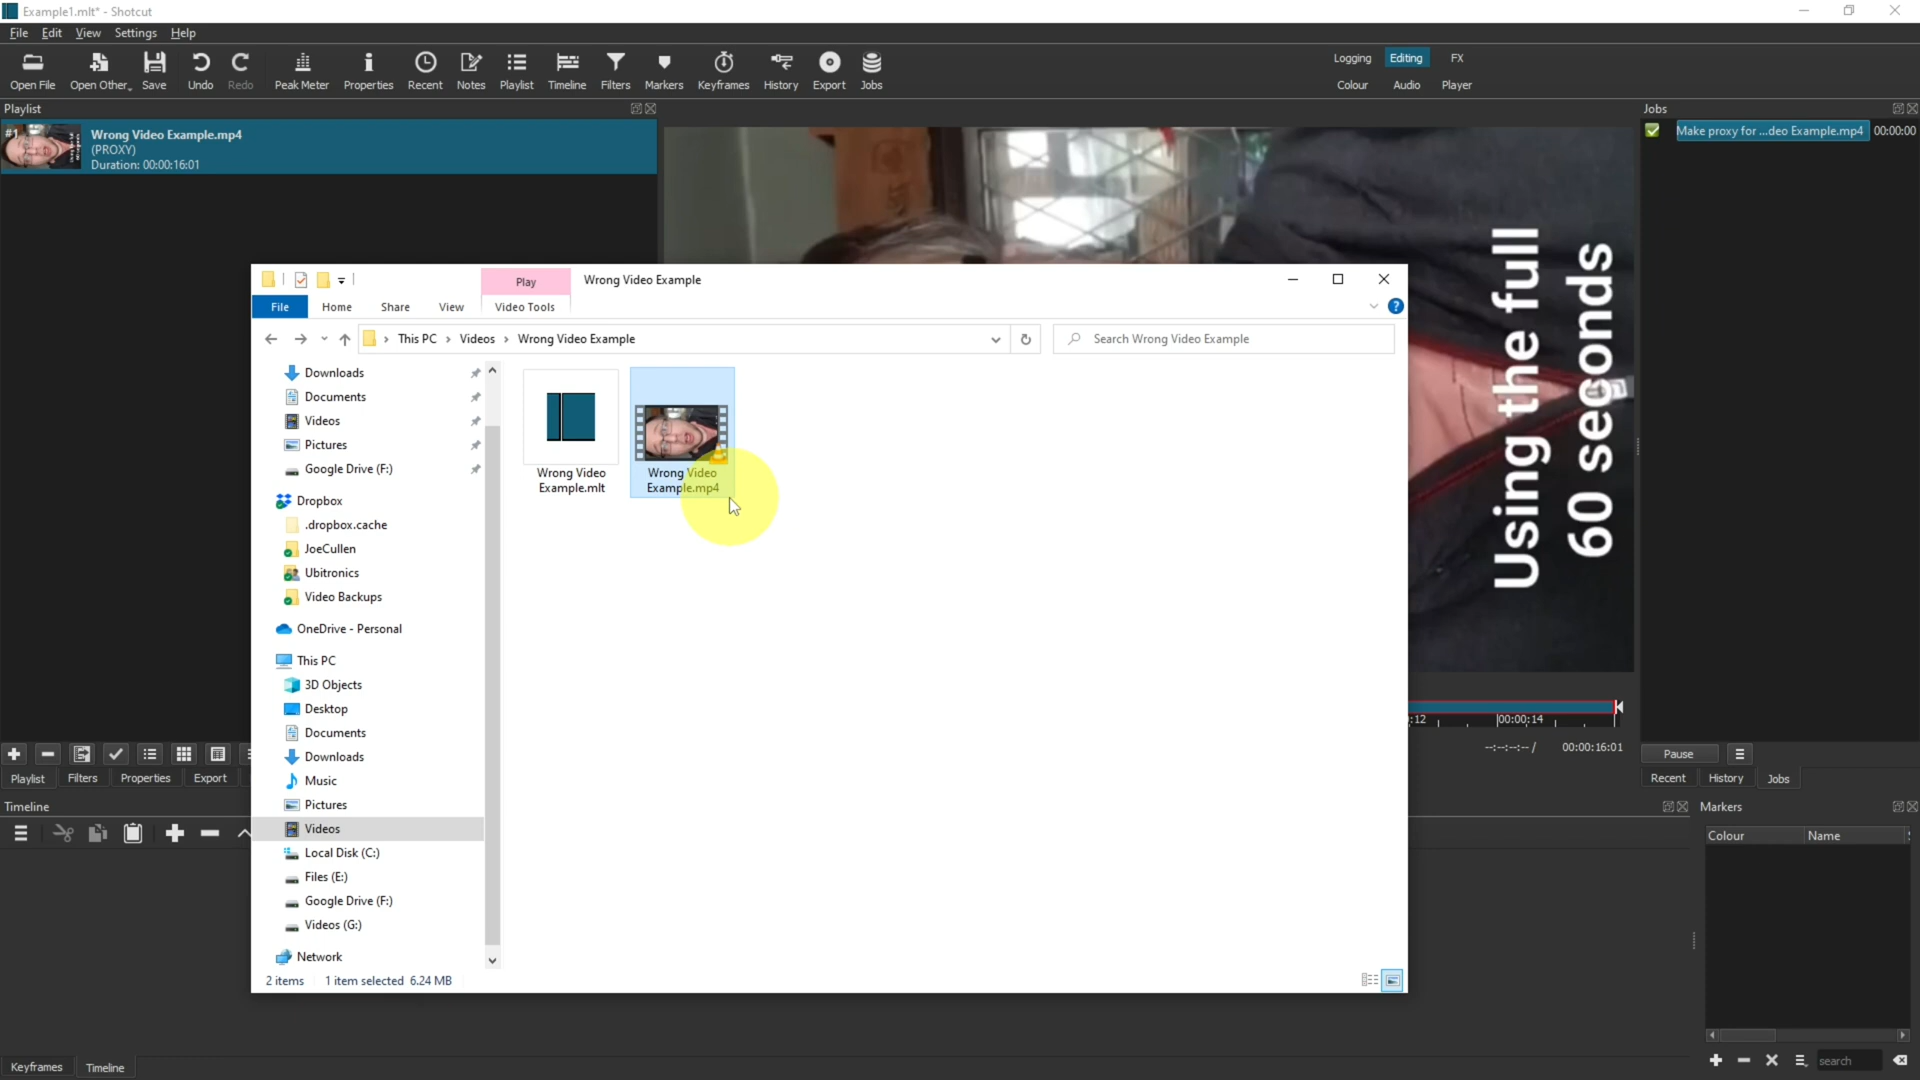 Example1.mlt* - Shotcut
File Edit View Settings Help
Open File Open Other... Save Undo Redo Peak Meter Properties Recent Notes Playlist Timeline Filters Markers Keyframes History Export Jobs
Logging Editing FX
Colour Audio Player
Playlist
#1
Wrong Video Example.mp4
(PROXY)
Duration: 00:00:16:01
Jobs
Make proxy for ...deo Example.mp4 00:00:00
Using the full
60 seconds
Play
Wrong Video Example
File Home Share View Video Tools
This PC › Videos › Wrong Video Example
Search Wrong Video Example
Downloads
Documents
Videos
Pictures
Google Drive (F:)
Dropbox
.dropbox.cache
JoeCullen
Ubitronics
Video Backups
OneDrive - Personal
This PC
3D Objects
Desktop
Documents
Downloads
Music
Pictures
Videos
Local Disk (C:)
Files (E:)
Google Drive (F:)
Videos (G:)
Network
Wrong Video
Example.mlt
Wrong Video
Example.mp4
2 items 1 item selected 6.24 MB
:12 00:00:14
--:--:--:-- / 00:00:16:01
Pause
Playlist Filters Properties Export
Recent History Jobs
Timeline
Markers
Colour Name
search
Keyframes Timeline